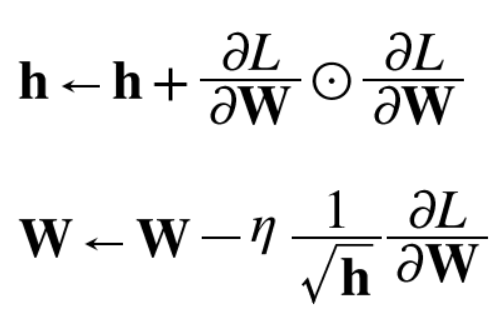 h ← h + ∂L/∂W ⊙ ∂L/∂W
W ← W − η 1/√h ∂L/∂W